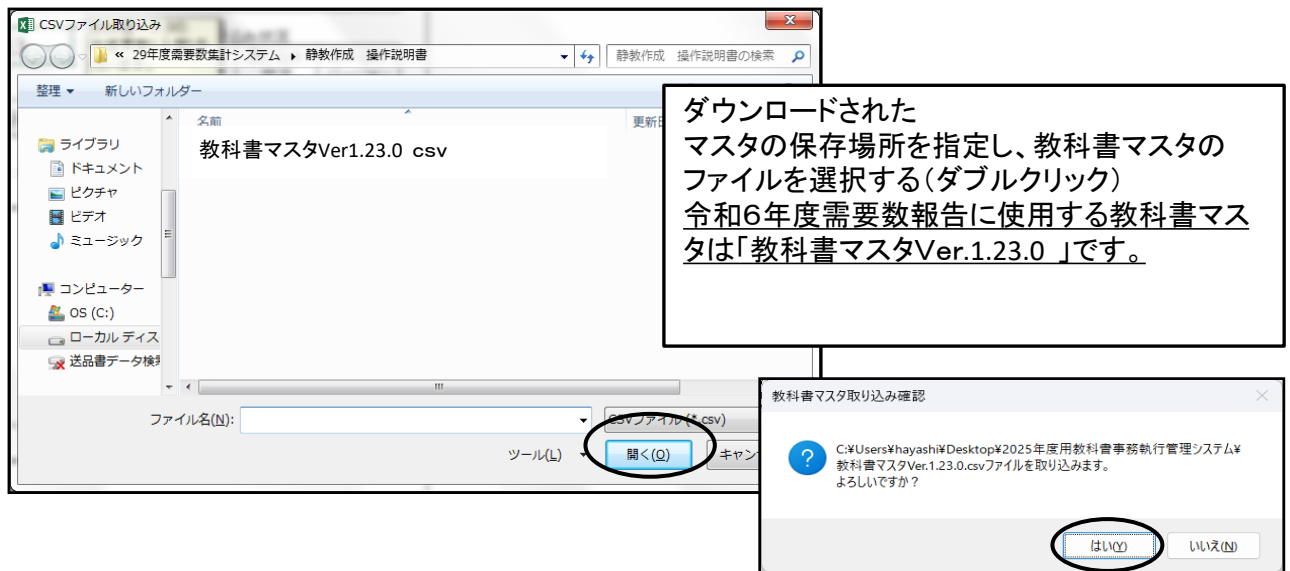 CSVファイル取り込み
« 29年度需要数集計システム ▸ 静教作成 操作説明書
静教作成 操作説明書の検索
整理 ▼ 新しいフォルダー
名前
更新
ライブラリ
ドキュメント
ピクチャ
ビデオ
ミュージック
コンピューター
OS (C:)
ローカル ディス
送品書データ検索
教科書マスタVer1.23.0 csv
ファイル名(N):
CSVファイル (*.csv)
ツール(L)
開く(O)
キャン
ダウンロードされた
マスタの保存場所を指定し、教科書マスタの
ファイルを選択する(ダブルクリック)
令和6年度需要数報告に使用する教科書マス
タは「教科書マスタVer.1.23.0 」です。
教科書マスタ取り込み確認
C:¥Users¥hayashi¥Desktop¥2025年度用教科書事務執行管理システム¥
教科書マスタVer.1.23.0.csvファイルを取り込みます。
よろしいですか？
はい(Y)
いいえ(N)